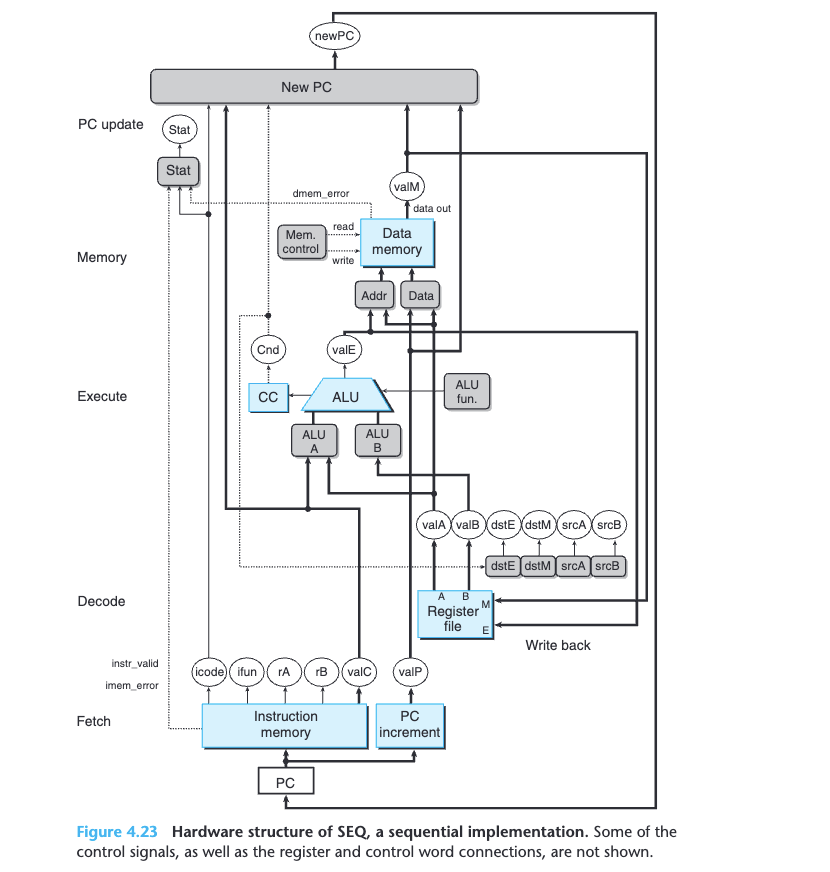 newPC
New PC
PC update
Stat
Stat
valM
dmem_error
data out
Mem.
control
read
write
Data
memory
Memory
Addr
Data
Cnd
valE
Execute
CC
ALU
ALU
fun.
ALU
A
ALU
B
valA
valB
dstE
dstM
srcA
srcB
dstE
dstM
srcA
srcB
Decode
A
B
M
Register
file
E
Write back
instr_valid
imem_error
icode
ifun
rA
rB
valC
valP
Fetch
Instruction
memory
PC
increment
PC
Figure 4.23 Hardware structure of SEQ, a sequential implementation. Some of the
control signals, as well as the register and control word connections, are not shown.